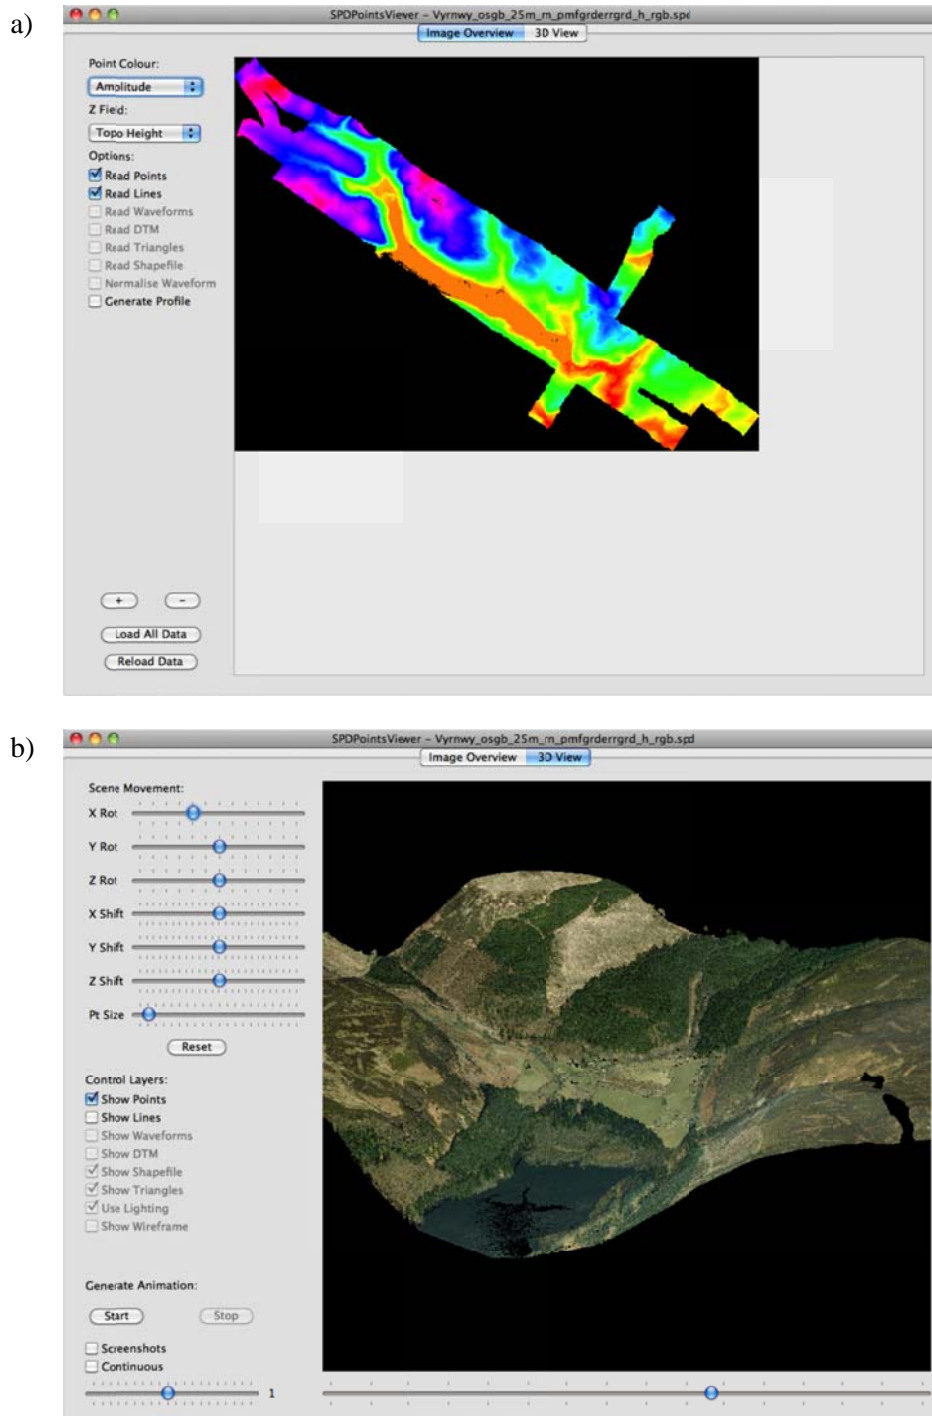 a)
SPDPointsViewer – Vyrnwy_osgb_25m_m_pmfgrderrgrd_h_rgb.spd
Image Overview 3D View
Point Colour:
Amplitude
Z Field:
Topo Height
Options:
Read Points
Read Lines
Read Waveforms
Read DTM
Read Triangles
Read Shapefile
Normalise Waveform
Generate Profile
+ -
Load All Data
Reload Data
b)
SPDPointsViewer – Vyrnwy_osgb_25m_m_pmfgrderrgrd_h_rgb.spd
Image Overview 3D View
Scene Movement:
X Rot
Y Rot
Z Rot
X Shift
Y Shift
Z Shift
Pt Size
Reset
Control Layers:
Show Points
Show Lines
Show Waveforms
Show DTM
Show Shapefile
Show Triangles
Use Lighting
Show Wireframe
Generate Animation:
Start Stop
Screenshots
Continuous
1